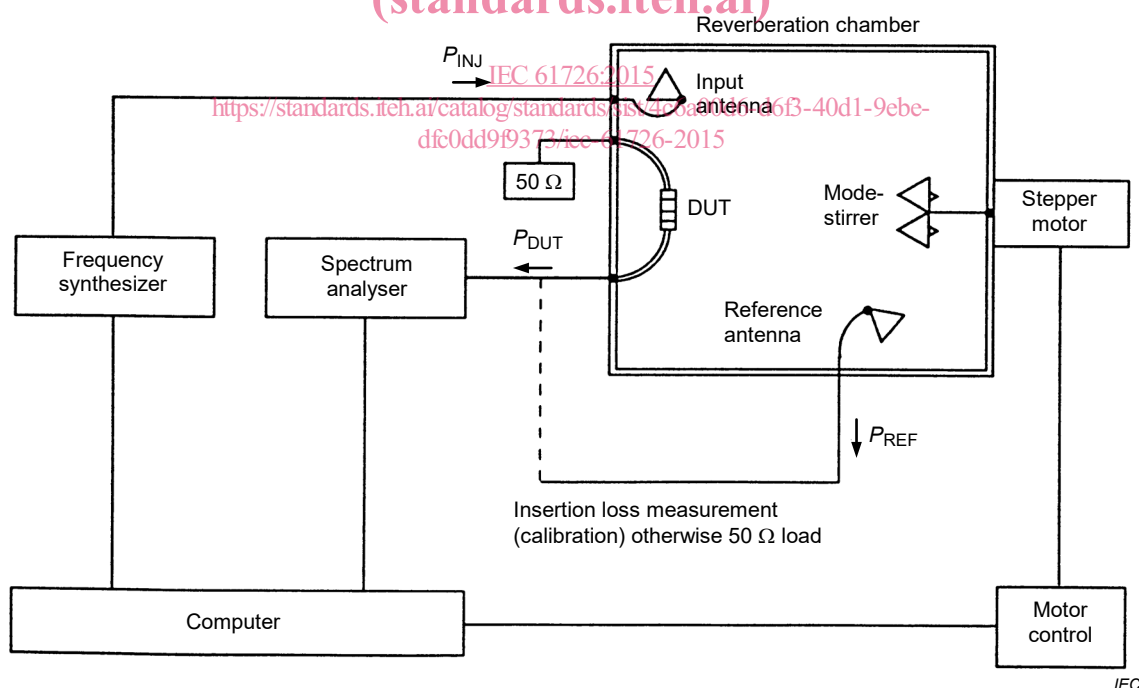 (standards.iteh.ai)
Reverberation chamber
P_INJ
IEC 61726:2015
Input
antenna
https://standards.iteh.ai/catalog/standards/sist/4c6a00d6-d6f3-40d1-9ebe-
dfc0dd9f9373/iec-61726-2015
50 Ω
DUT
Mode-
stirrer
Stepper
motor
P_DUT
Frequency
synthesizer
Spectrum
analyser
Reference
antenna
P_REF
Insertion loss measurement
(calibration) otherwise 50 Ω load
Computer
Motor
control
IEC